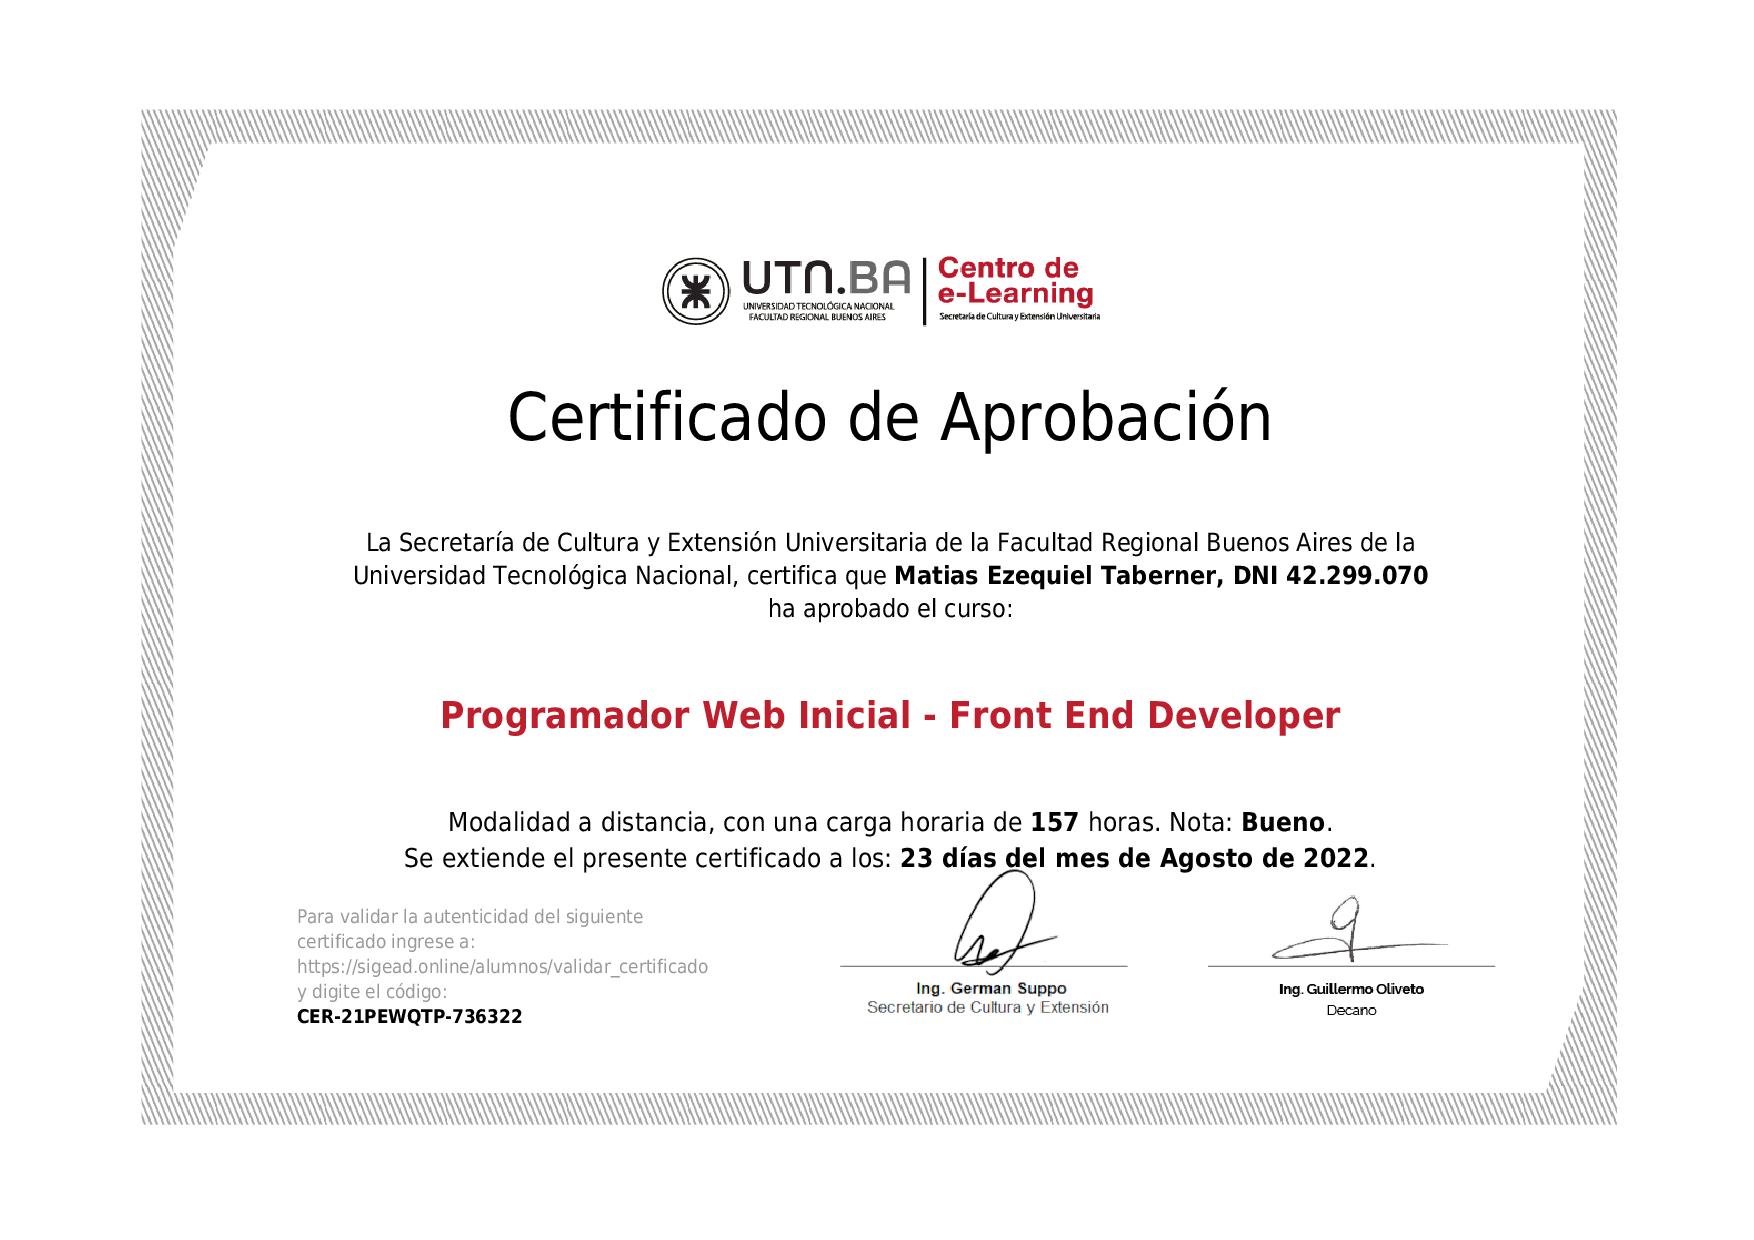 UTN.BA
UNIVERSIDAD TECNOLÓGICA NACIONAL
FACULTAD REGIONAL BUENOS AIRES
Centro de
e-Learning
Secretaría de Cultura y Extensión Universitaria
Certificado de Aprobación
La Secretaría de Cultura y Extensión Universitaria de la Facultad Regional Buenos Aires de la
Universidad Tecnológica Nacional, certifica que Matias Ezequiel Taberner, DNI 42.299.070
ha aprobado el curso:
Programador Web Inicial - Front End Developer
Modalidad a distancia, con una carga horaria de 157 horas. Nota: Bueno.
Se extiende el presente certificado a los: 23 días del mes de Agosto de 2022.
Para validar la autenticidad del siguiente
certificado ingrese a:
https://sigead.online/alumnos/validar_certificado
y digite el código:
CER-21PEWQTP-736322
Ing. German Suppo
Secretario de Cultura y Extensión
Ing. Guillermo Oliveto
Decano